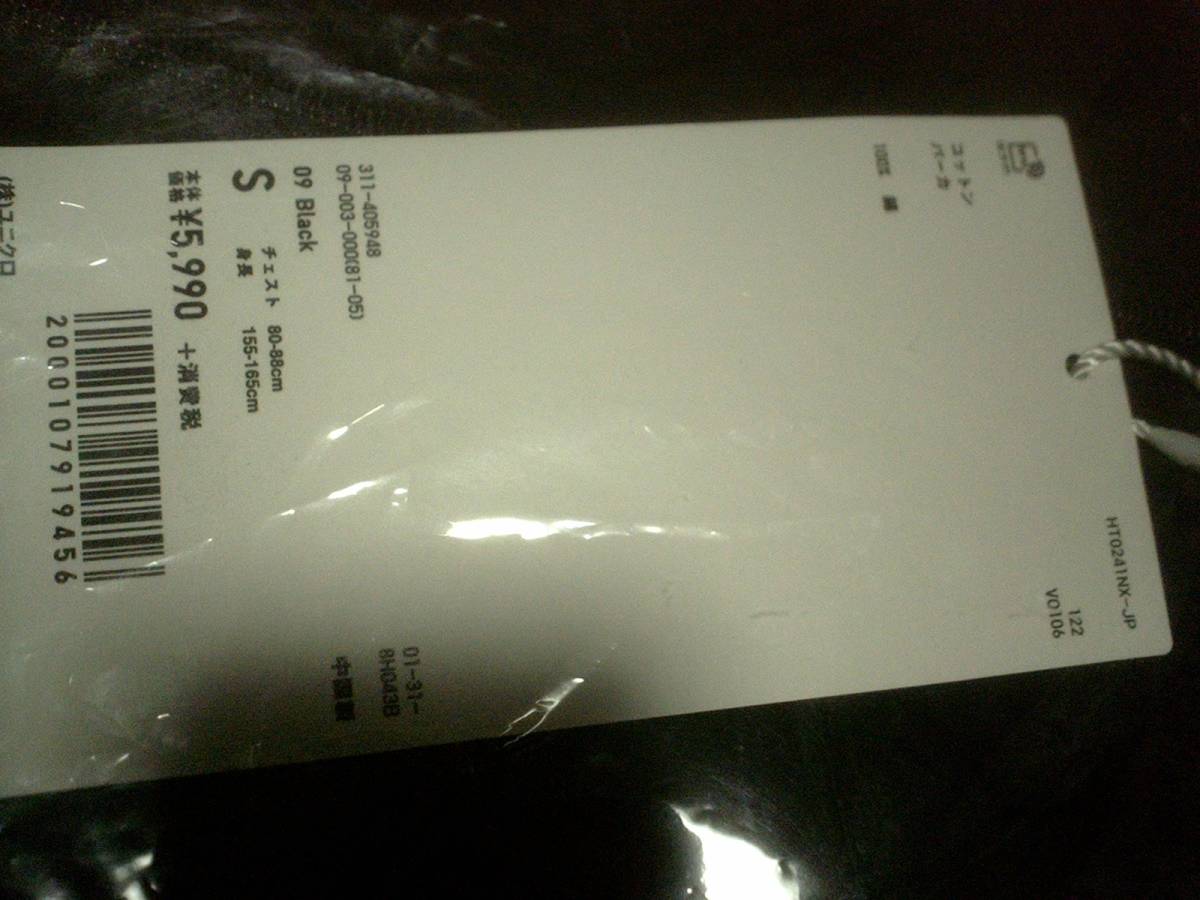 HT0241NX-JP
122
V0106
コットン
パーカ
100% 綿
01-31-
8H043B
中国製
311-405948
09-003-000(81-05)
09 Black
S チェスト 80-88cm
身長 155-165cm
本体価格 ¥5,990 +消費税
2000107919456
(株)ユニクロ